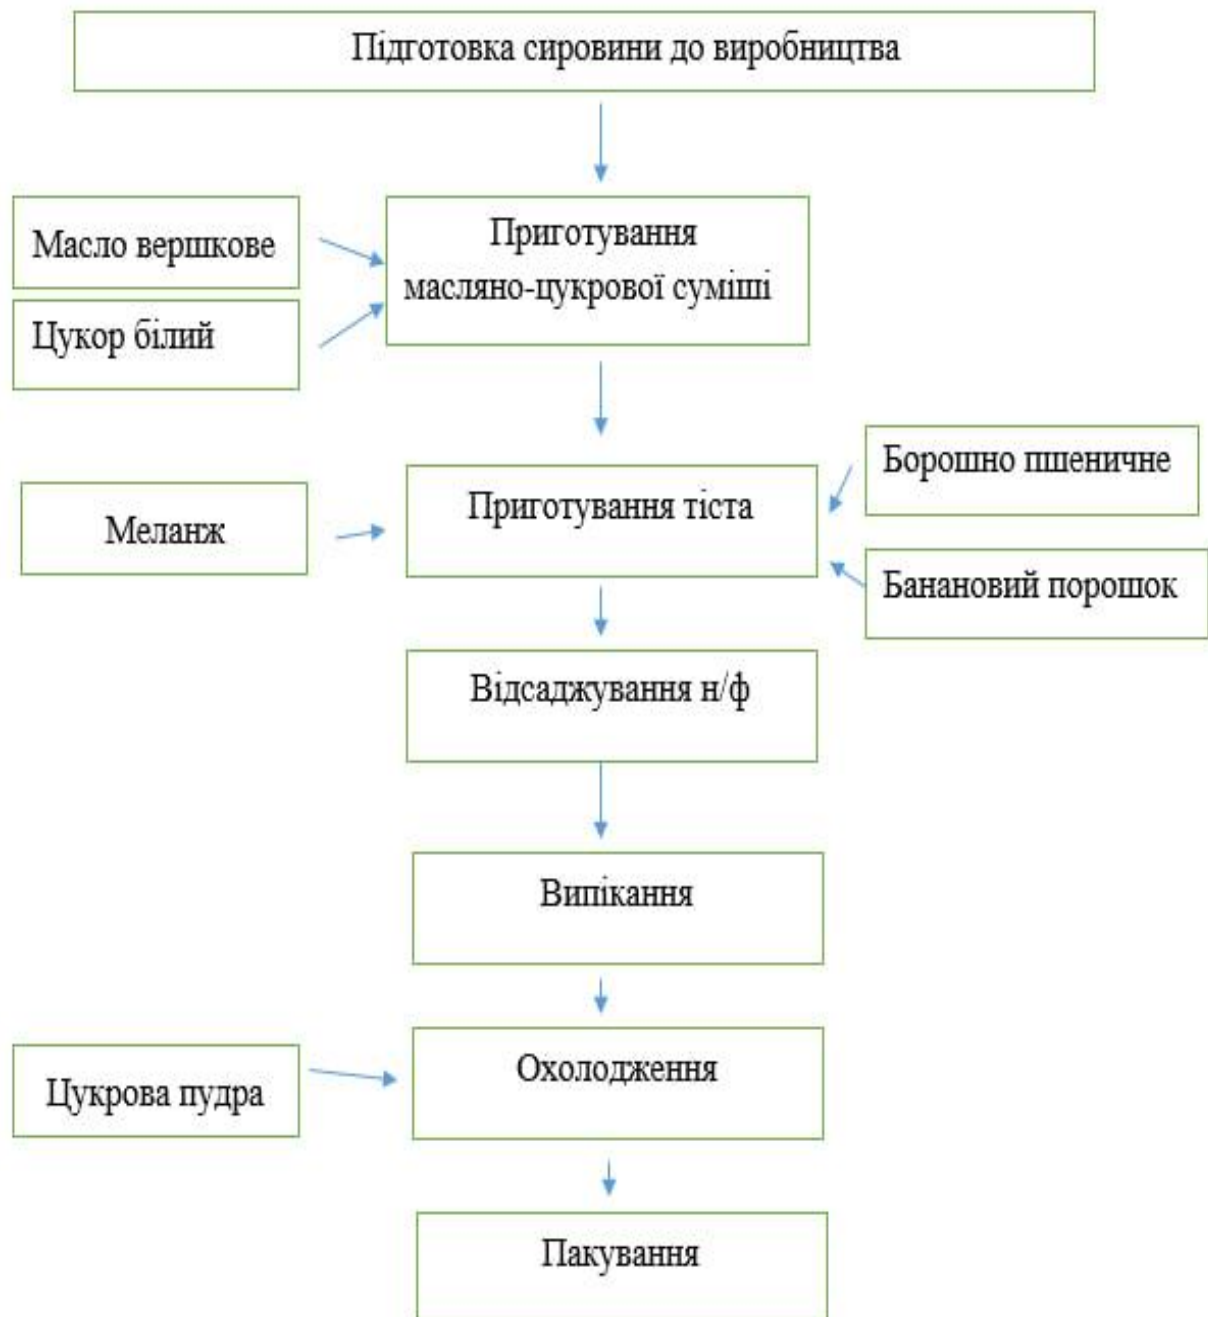 Підготовка сировини до виробництва
Масло вершкове
Цукор білий
Приготування
масляно-цукрової суміші
Меланж
Приготування тіста
Борошно пшеничне
Банановий порошок
Відсаджування н/ф
Випікання
Цукрова пудра
Охолодження
Пакування